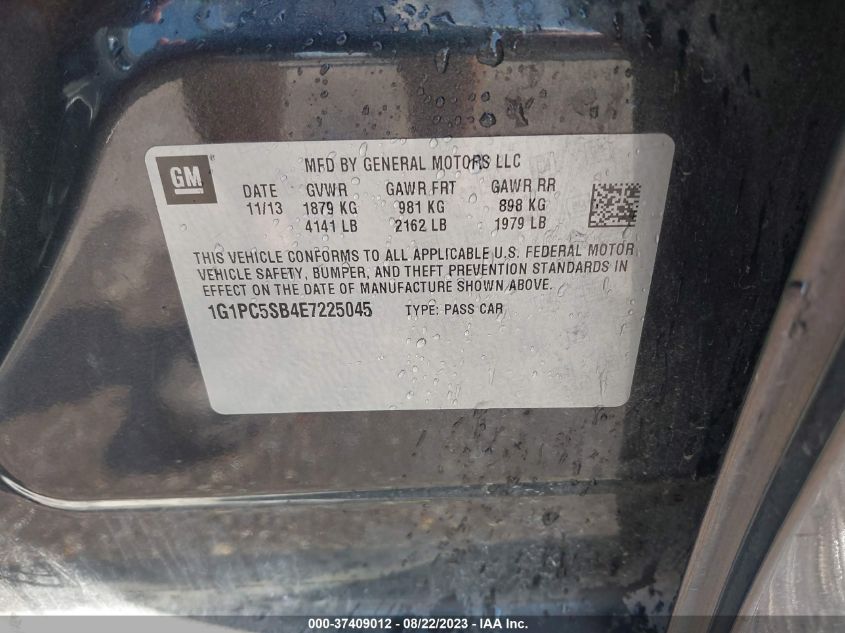 GM
MFD BY GENERAL MOTORS LLC
DATE GVWR GAWR FRT GAWR RR
11/13 1879 KG 981 KG 898 KG
4141 LB 2162 LB 1979 LB
THIS VEHICLE CONFORMS TO ALL APPLICABLE U.S. FEDERAL MOTOR
VEHICLE SAFETY, BUMPER, AND THEFT PREVENTION STANDARDS IN
EFFECT ON THE DATE OF MANUFACTURE SHOWN ABOVE.
1G1PC5SB4E7225045 TYPE: PASS CAR
000-37409012 - 08/22/2023 - IAA Inc.